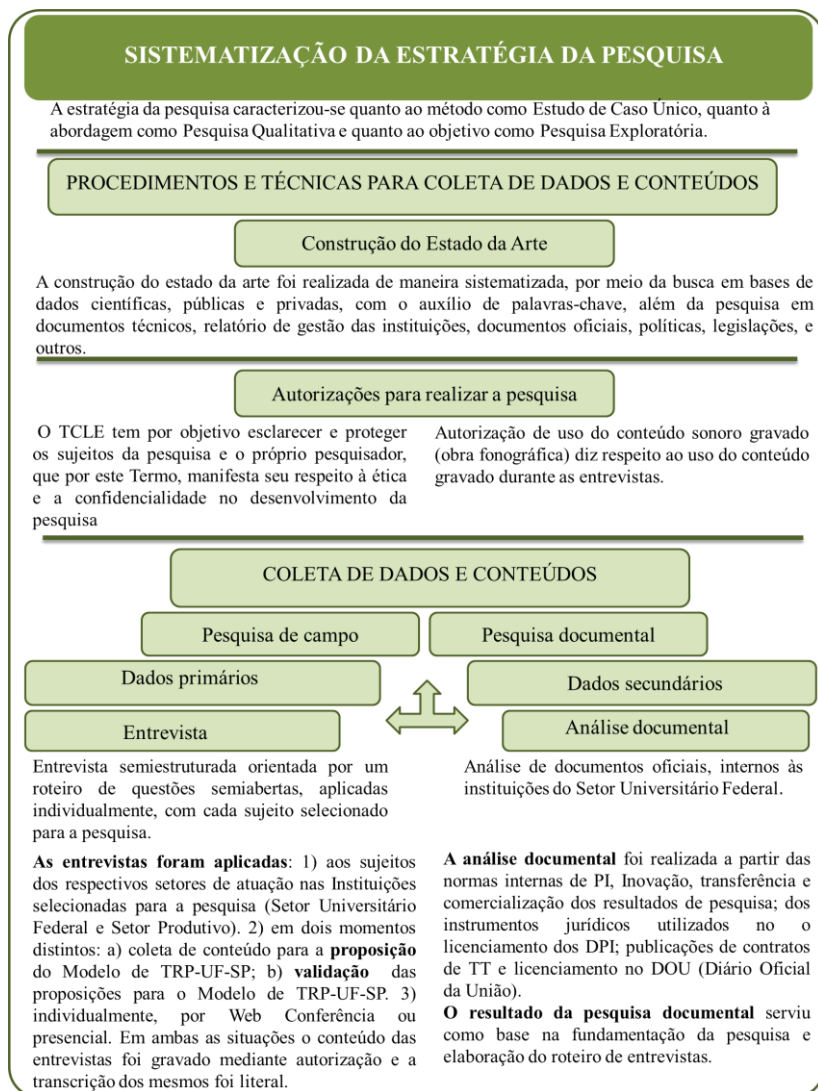 SISTEMATIZAÇÃO DA ESTRATÉGIA DA PESQUISA
A estratégia da pesquisa caracterizou-se quanto ao método como Estudo de Caso Único, quanto à
abordagem como Pesquisa Qualitativa e quanto ao objetivo como Pesquisa Exploratória.
PROCEDIMENTOS E TÉCNICAS PARA COLETA DE DADOS E CONTEÚDOS
Construção do Estado da Arte
A construção do estado da arte foi realizada de maneira sistematizada, por meio da busca em bases de
dados científicas, públicas e privadas, com o auxílio de palavras-chave, além da pesquisa em
documentos técnicos, relatório de gestão das instituições, documentos oficiais, políticas, legislações, e
outros.
Autorizações para realizar a pesquisa
O TCLE tem por objetivo esclarecer e proteger
os sujeitos da pesquisa e o próprio pesquisador,
que por este Termo, manifesta seu respeito à ética
e a confidencialidade no desenvolvimento da
pesquisa
Autorização de uso do conteúdo sonoro gravado
(obra fonográfica) diz respeito ao uso do conteúdo
gravado durante as entrevistas.
COLETA DE DADOS E CONTEÚDOS
Pesquisa de campo
Pesquisa documental
Dados primários
Dados secundários
Entrevista
Análise documental
Entrevista semiestruturada orientada por um
roteiro de questões semiabertas, aplicadas
individualmente, com cada sujeito selecionado
para a pesquisa.
As entrevistas foram aplicadas: 1) aos sujeitos
dos respectivos setores de atuação nas Instituições
selecionadas para a pesquisa (Setor Universitário
Federal e Setor Produtivo). 2) em dois momentos
distintos: a) coleta de conteúdo para a proposição
do Modelo de TRP-UF-SP; b) validação das
proposições para o Modelo de TRP-UF-SP. 3)
individualmente, por Web Conferência ou
presencial. Em ambas as situações o conteúdo das
entrevistas foi gravado mediante autorização e a
transcrição dos mesmos foi literal.
Análise de documentos oficiais, internos às
instituições do Setor Universitário Federal.
A análise documental foi realizada a partir das
normas internas de PI, Inovação, transferência e
comercialização dos resultados de pesquisa; dos
instrumentos jurídicos utilizados no o
licenciamento dos DPI; publicações de contratos
de TT e licenciamento no DOU (Diário Oficial
da União).
O resultado da pesquisa documental serviu
como base na fundamentação da pesquisa e
elaboração do roteiro de entrevistas.